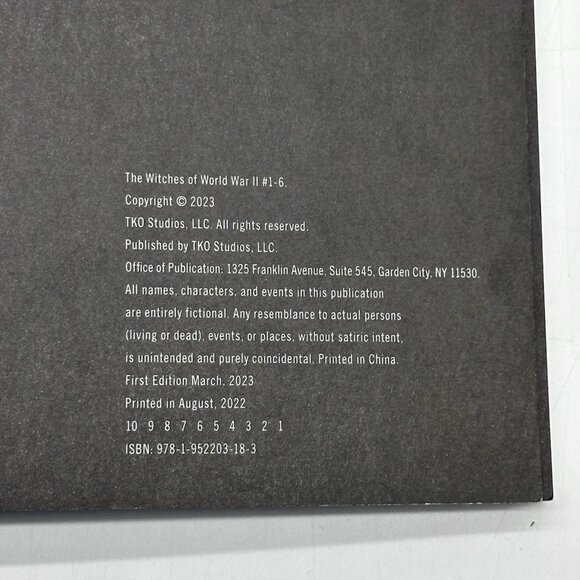 The Witches of World War II #1-6.
Copyright © 2023
TKO Studios, LLC. All rights reserved.
Published by TKO Studios, LLC.
Office of Publication: 1325 Franklin Avenue, Suite 545, Garden City, NY 11530.
All names, characters, and events in this publication
are entirely fictional. Any resemblance to actual persons
(living or dead), events, or places, without satiric intent,
is unintended and purely coincidental. Printed in China.
First Edition March, 2023
Printed in August, 2022
10 9 8 7 6 5 4 3 2 1
ISBN: 978-1-952203-18-3